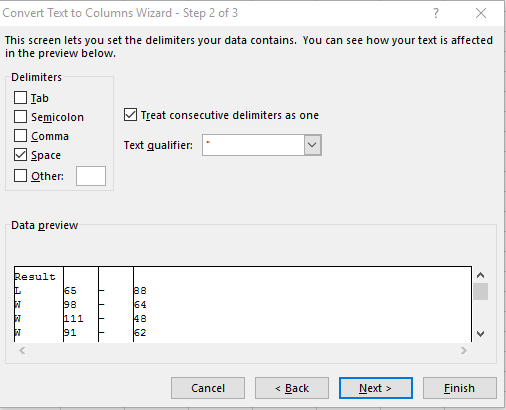 Convert Text to Columns Wizard - Step 2 of 3 ? ×
This screen lets you set the delimiters your data contains.  You can see how your text is affected
in the preview below.
Delimiters
Tab
Semicolon
Comma
Space
Other:
Treat consecutive delimiters as one
Text qualifier: "
Data preview
Result
L 65 - 88
W 98 - 64
W 111 - 48
W 91 - 62
Cancel < Back Next > Finish